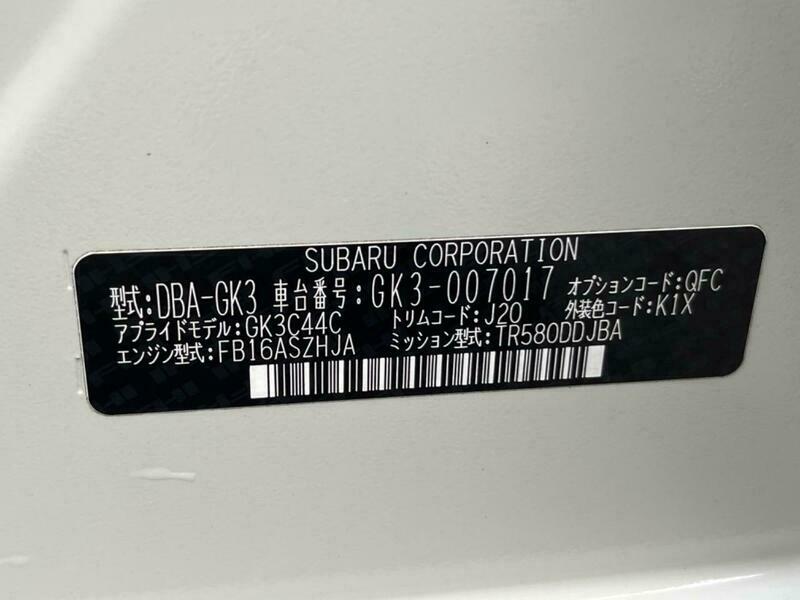 SUBARU CORPORATION
型式:DBA-GK3 車台番号:GK3-007017 オプションコード:QFC
アプライドモデル:GK3C44C トリムコード:J20 外装色コード:K1X
エンジン型式:FB16ASZHJA ミッション型式:TR580DDJBA